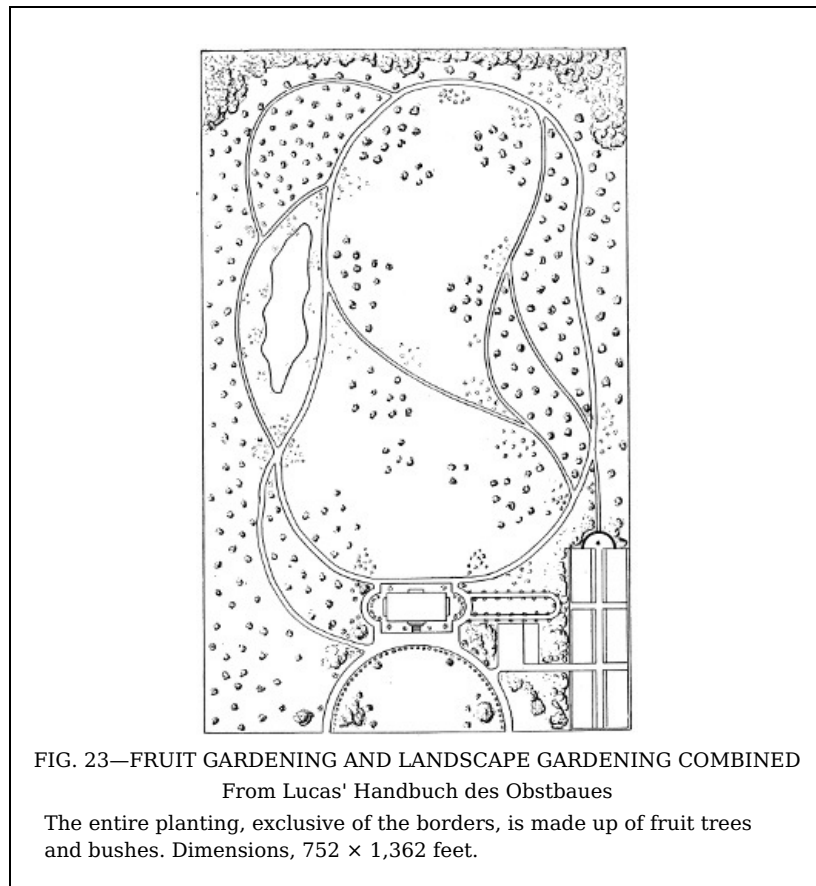 FIG. 23—FRUIT GARDENING AND LANDSCAPE GARDENING COMBINED
From Lucas' Handbuch des Obstbaues
The entire planting, exclusive of the borders, is made up of fruit trees
and bushes. Dimensions, 752 × 1,362 feet.